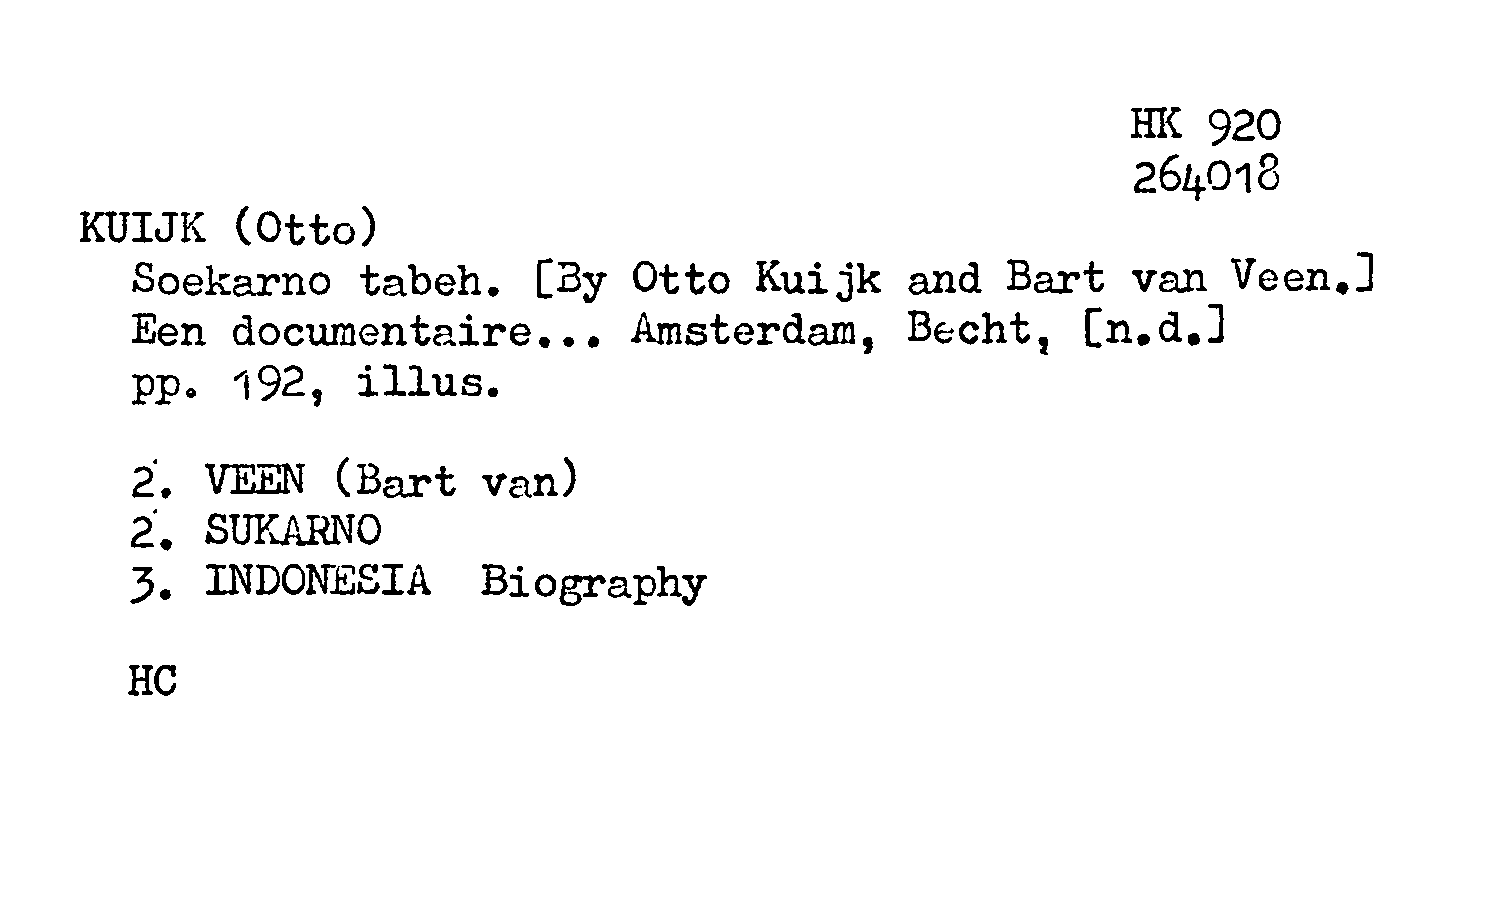 HK 920
264018
KUIJK (Otto)
Soekarno tabeh. [By Otto Kuijk and Bart van Veen.]
Een documentaire... Amsterdam, Becht, [n.d.]
pp. 192, illus.
2. VEEN (Bart van)
2. SUKARNO
3. INDONESIA Biography
HC